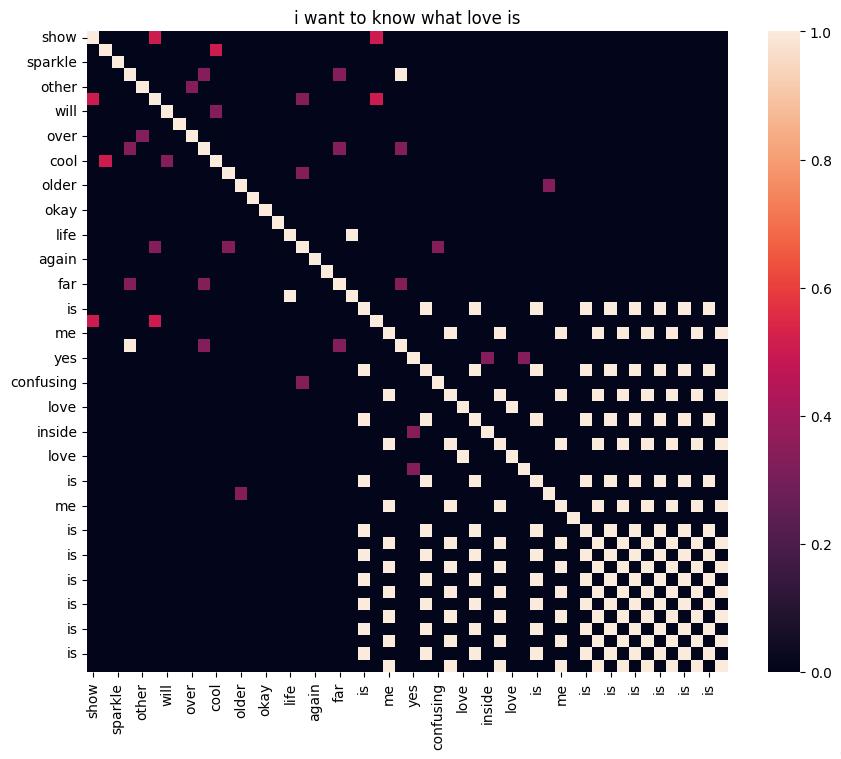 i want to know what love is
show
sparkle
other
will
over
cool
older
okay
life
again
far
is
me
yes
confusing
love
inside
love
is
me
is
is
is
is
is
is
1.0
0.8
0.6
0.4
0.2
0.0
show
sparkle
other
will
over
cool
older
okay
life
again
far
is
me
yes
confusing
love
inside
love
is
me
is
is
is
is
is
is